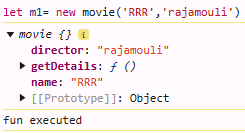 let m1= new movie('RRR','rajamouli')
▼ movie {} i
director: "rajamouli"
▶ getDetails: ƒ ()
name: "RRR"
▶ [[Prototype]]: Object
fun executed